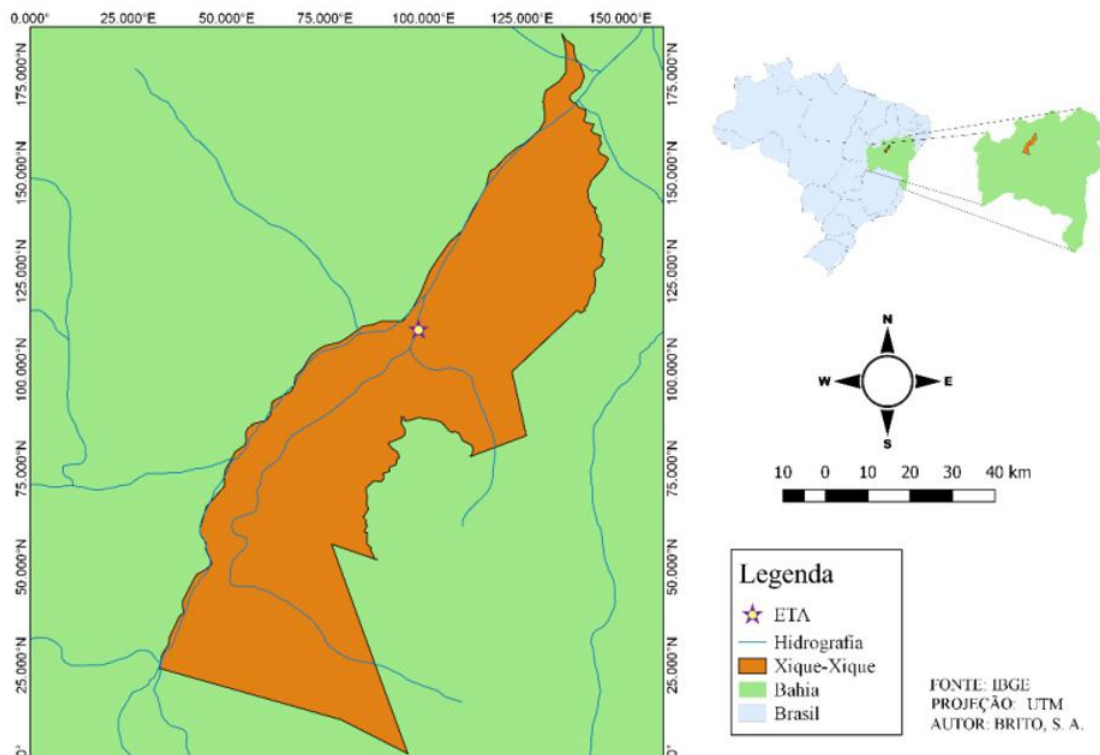 0.000° 25.000°E 50.000°E 75.000°E 100.000°E 125.000°E 150.000°E
175.000°N 175.000°N
150.000°N 150.000°N
125.000°N 125.000°N
100.000°N 100.000°N
75.000°N 75.000°N
50.000°N 50.000°N
25.000°N 25.000°N
0° 0°
N
W E
S
10 0 10 20 30 40 km
Legenda
ETA
Hidrografia
Xique-Xique
Bahia
Brasil
FONTE: IBGE
PROJEÇÃO: UTM
AUTOR: BRITO, S. A.